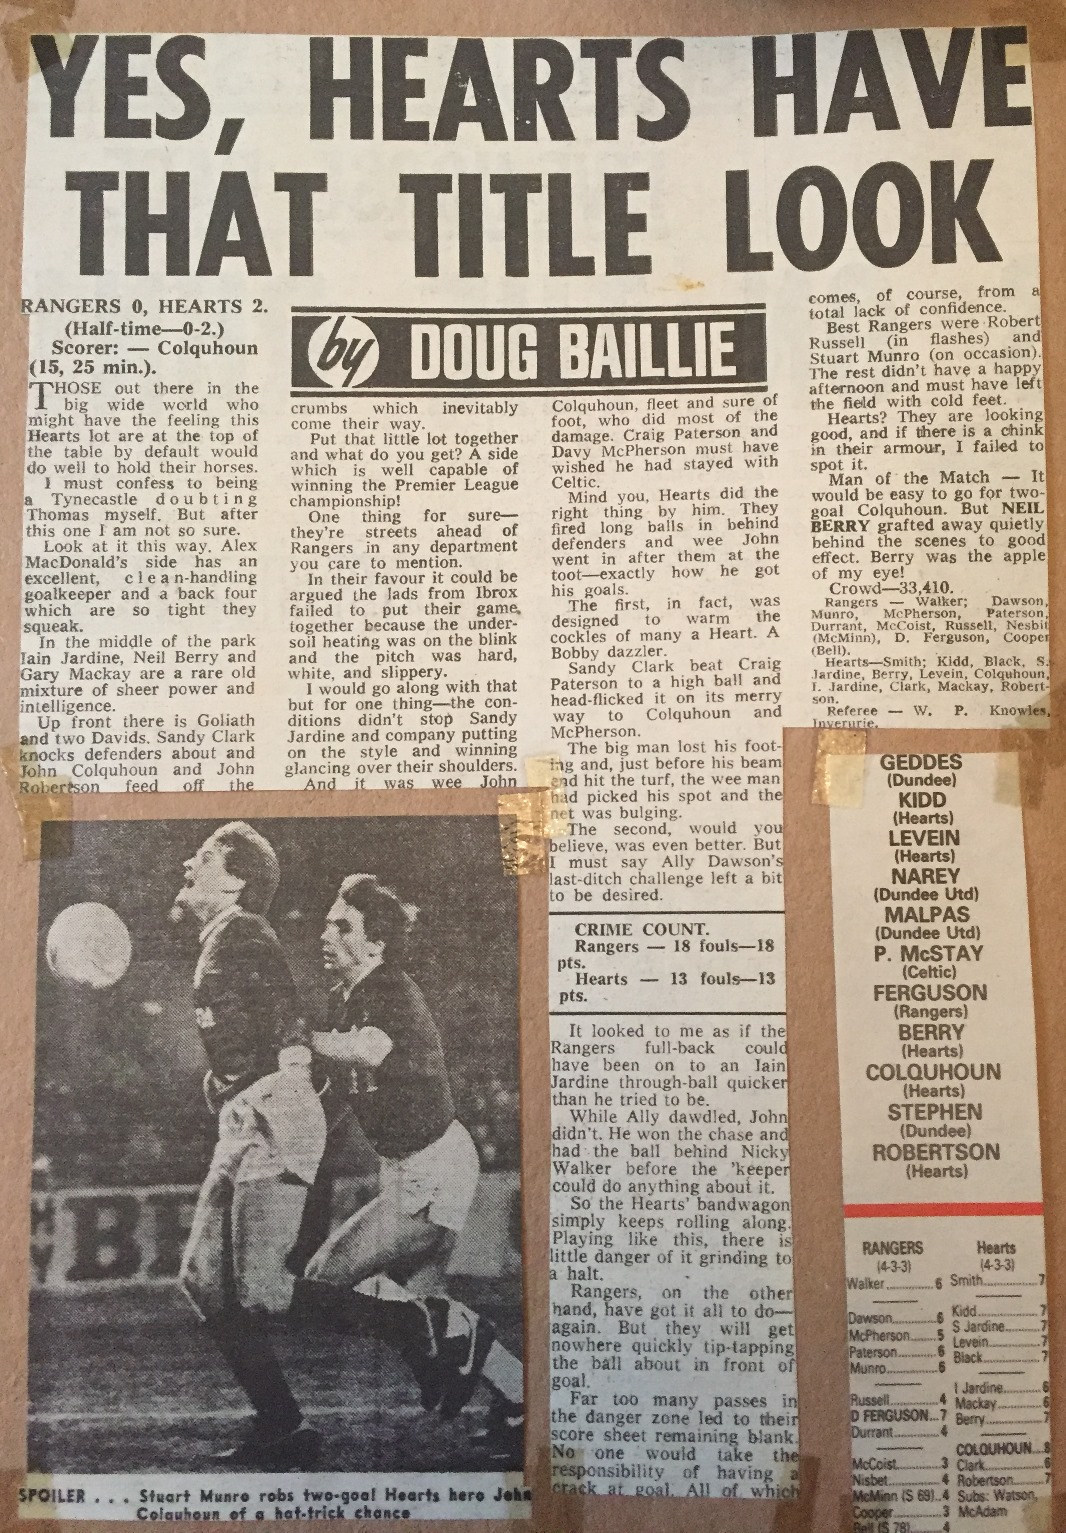 YES, HEARTS HAVE
THAT TITLE LOOK
RANGERS 0, HEARTS 2.
(Half-time—0-2.)
Scorer: — Colquhoun
(15, 25 min.).
THOSE out there in the
big wide world who
might have the feeling this
Hearts lot are at the top of
the table by default would
do well to hold their horses.
I must confess to being
a Tynecastle doubting
Thomas myself. But after
this one I am not so sure.
Look at it this way. Alex
MacDonald's side has an
excellent, clean-handling
goalkeeper and a back four
which are so tight they
squeak.
In the middle of the park
Iain Jardine, Neil Berry and
Gary Mackay are a rare old
mixture of sheer power and
intelligence.
Up front there is Goliath
and two Davids. Sandy Clark
knocks defenders about and
John Colquhoun and John
Robertson feed off the
by DOUG BAILLIE
crumbs which inevitably
come their way.
Put that little lot together
and what do you get? A side
which is well capable of
winning the Premier League
championship!
One thing for sure—
they're streets ahead of
Rangers in any department
you care to mention.
In their favour it could be
argued the lads from Ibrox
failed to put their game
together because the under-
soil heating was on the blink
and the pitch was hard,
white, and slippery.
I would go along with that
but for one thing—the con-
ditions didn't stop Sandy
Jardine and company putting
on the style and winning
glancing over their shoulders.
And it was wee John
Colquhoun, fleet and sure of
foot, who did most of the
damage. Craig Paterson and
Davy McPherson must have
wished he had stayed with
Celtic.
Mind you, Hearts did the
right thing by him. They
fired long balls in behind
defenders and wee John
went in after them at the
toot—exactly how he got
his goals.
The first, in fact, was
designed to warm the
cockles of many a Heart. A
Bobby dazzler.
Sandy Clark beat Craig
Paterson to a high ball and
head-flicked it on its merry
way to Colquhoun and
McPherson.
The big man lost his foot-
ing and, just before his beam
end hit the turf, the wee man
had picked his spot and the
net was bulging.
The second, would you
believe, was even better. But
I must say Ally Dawson's
last-ditch challenge left a bit
to be desired.
CRIME COUNT.
Rangers — 18 fouls—18
pts.
Hearts — 13 fouls—13
pts.
It looked to me as if the
Rangers full-back could
have been on to an Iain
Jardine through-ball quicker
than he tried to be.
While Ally dawdled, John
didn't. He won the chase and
had the ball behind Nicky
Walker before the 'keeper
could do anything about it.
So the Hearts' bandwagon
simply keeps rolling along.
Playing like this, there is
little danger of it grinding to
a halt.
Rangers, on the other
hand, have got it all to do—
again. But they will get
nowhere quickly tip-tapping
the ball about in front of
goal.
Far too many passes in
the danger zone led to their
score sheet remaining blank.
No one would take the
responsibility of having a
crack at goal. All of which
comes, of course, from a
total lack of confidence.
Best Rangers were Robert
Russell (in flashes) and
Stuart Munro (on occasion).
The rest didn't have a happy
afternoon and must have left
the field with cold feet.
Hearts? They are looking
good, and if there is a chink
in their armour, I failed to
spot it.
Man of the Match — It
would be easy to go for two-
goal Colquhoun. But NEIL
BERRY grafted away quietly
behind the scenes to good
effect. Berry was the apple
of my eye!
Crowd—33,410.
Rangers — Walker; Dawson,
Munro, McPherson, Paterson,
Durrant, McCoist, Russell, Nesbit
(McMinn), D. Ferguson, Cooper
(Bell).
Hearts—Smith; Kidd, Black, S.
Jardine, Berry, Levein, Colquhoun,
I. Jardine, Clark, Mackay, Robert-
son.
Referee — W. P. Knowles,
Inverurie.
SPOILER . . . Stuart Munro robs two-goal Hearts hero John
Colquhoun of a hat-trick chance
GEDDES
(Dundee)
KIDD
(Hearts)
LEVEIN
(Hearts)
NAREY
(Dundee Utd)
MALPAS
(Dundee Utd)
P. McSTAY
(Celtic)
FERGUSON
(Rangers)
BERRY
(Hearts)
COLQUHOUN
(Hearts)
STEPHEN
(Dundee)
ROBERTSON
(Hearts)
RANGERS
(4-3-3)
Walker 6
Dawson 6
McPherson 5
Paterson 6
Munro 6
Russell 4
D FERGUSON 7
Durrant 4
McCoist 3
Nisbet 4
McMinn (S 69) 4
Cooper 3
Bell (S 79) 4
Hearts
(4-3-3)
Smith 7
Kidd 7
S Jardine 7
Levein 7
Black 7
I Jardine 6
Mackay 6
Berry 7
COLQUHOUN 8
Clark 6
Robertson 7
Subs: Watson,
McAdam